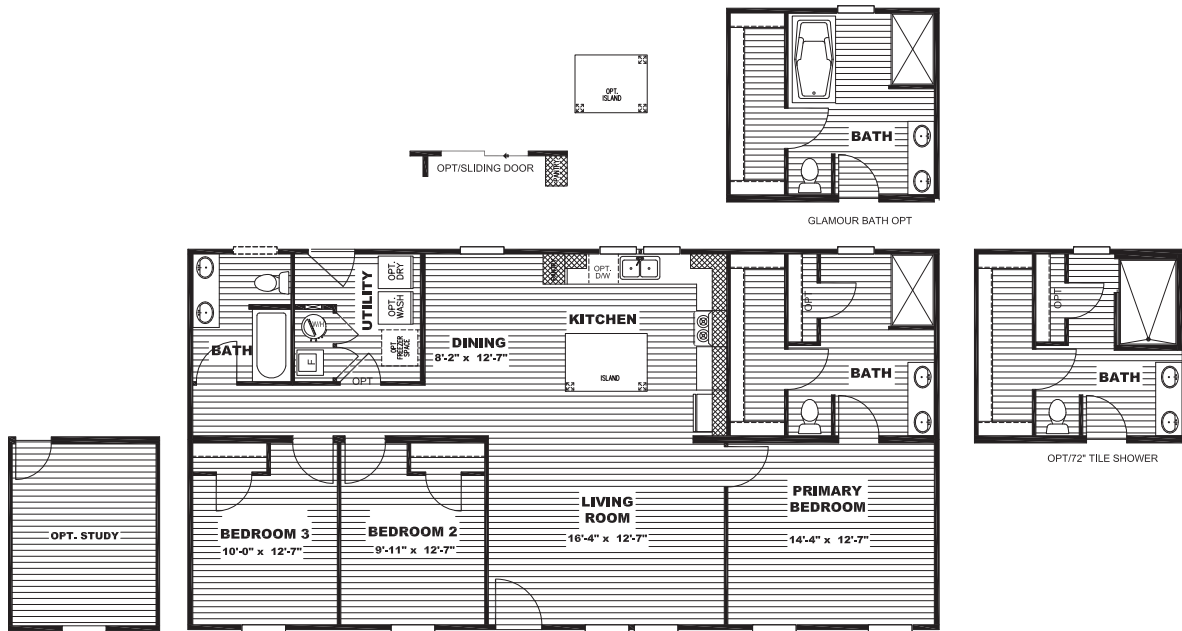 OPT.
ISLAND
OPT/SLIDING DOOR
PANTRY
BATH
GLAMOUR BATH OPT
OPT.
DRY
OPT.
WASH
OPT.
FREEZER
SPACE
UTILITY
W/H
F
BATH
OPT
OPT.
D/W
KITCHEN
DINING
8'-2" x 12'-7"
ISLAND
OPT
BATH
OPT
BATH
OPT/72" TILE SHOWER
OPT. STUDY
BEDROOM 3
10'-0" x 12'-7"
BEDROOM 2
9'-11" x 12'-7"
LIVING
ROOM
16'-4" x 12'-7"
PRIMARY
BEDROOM
14'-4" x 12'-7"